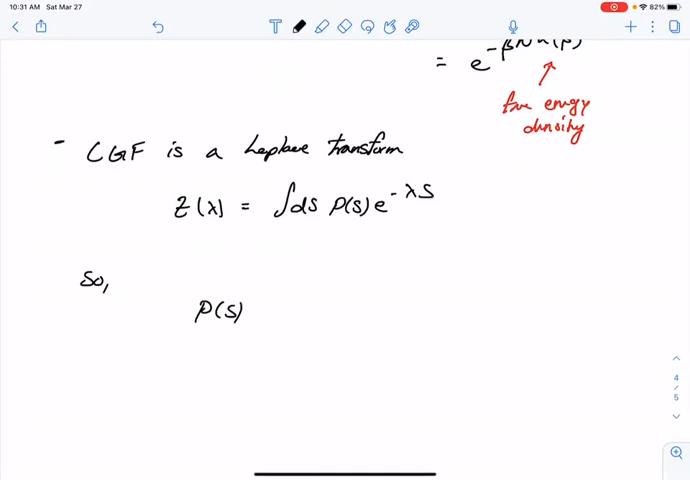 10:31 AM Sat Mar 27
82%
= e^{-βNu(β)}
free energy
density
- CGF is a Laplace transform
Z(λ) = ∫ds P(s) e^{-λs}
So,
P(s)
4
/
5